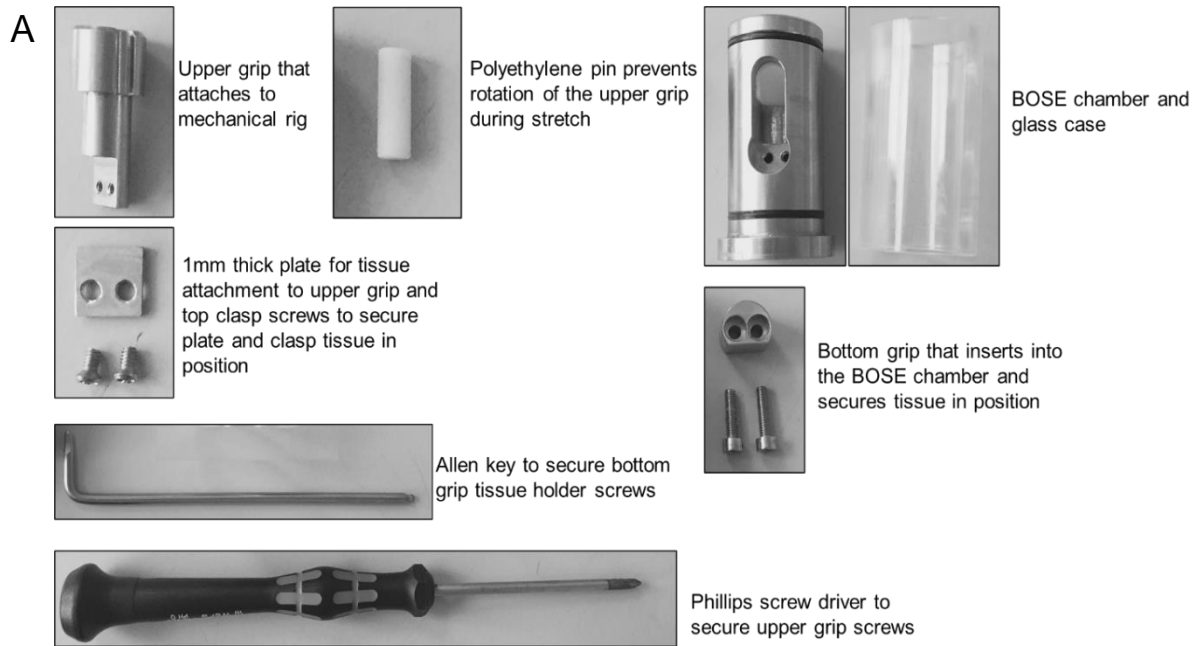 A
Upper grip that
attaches to
mechanical rig
Polyethylene pin prevents
rotation of the upper grip
during stretch
BOSE chamber and
glass case
1mm thick plate for tissue
attachment to upper grip and
top clasp screws to secure
plate and clasp tissue in
position
Bottom grip that inserts into
the BOSE chamber and
secures tissue in position
Allen key to secure bottom
grip tissue holder screws
Phillips screw driver to
secure upper grip screws